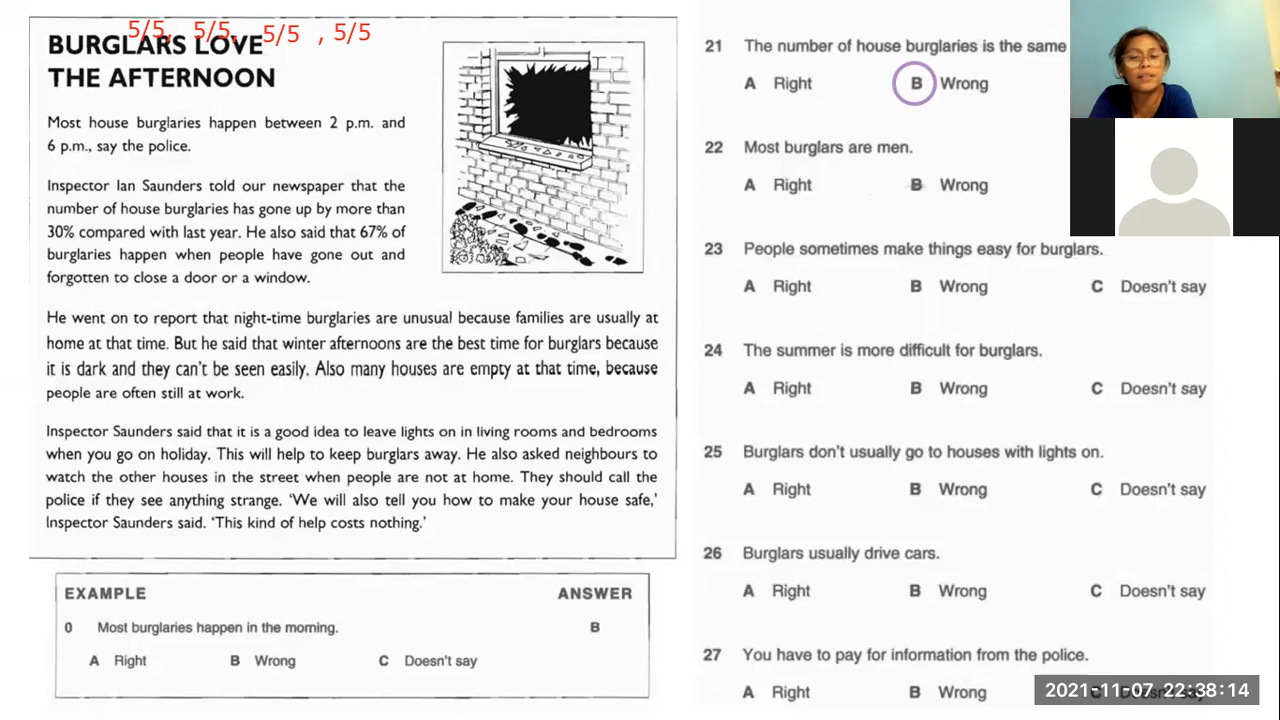 5/5, 5/5, 5/5 , 5/5
BURGLARS LOVE
THE AFTERNOON
Most house burglaries happen between 2 p.m. and
6 p.m., say the police.
Inspector Ian Saunders told our newspaper that the
number of house burglaries has gone up by more than
30% compared with last year. He also said that 67% of
burglaries happen when people have gone out and
forgotten to close a door or a window.
He went on to report that night-time burglaries are unusual because families are usually at
home at that time. But he said that winter afternoons are the best time for burglars because
it is dark and they can't be seen easily. Also many houses are empty at that time, because
people are often still at work.
Inspector Saunders said that it is a good idea to leave lights on in living rooms and bedrooms
when you go on holiday. This will help to keep burglars away. He also asked neighbours to
watch the other houses in the street when people are not at home. They should call the
police if they see anything strange. 'We will also tell you how to make your house safe,'
Inspector Saunders said. 'This kind of help costs nothing.'
EXAMPLE ANSWER
0 Most burglaries happen in the morning. B
A Right B Wrong C Doesn't say
21 The number of house burglaries is the same
A Right B Wrong
22 Most burglars are men.
A Right B Wrong
23 People sometimes make things easy for burglars.
A Right B Wrong C Doesn't say
24 The summer is more difficult for burglars.
A Right B Wrong C Doesn't say
25 Burglars don't usually go to houses with lights on.
A Right B Wrong C Doesn't say
26 Burglars usually drive cars.
A Right B Wrong C Doesn't say
27 You have to pay for information from the police.
A Right B Wrong
2021-11-07 22:38:14